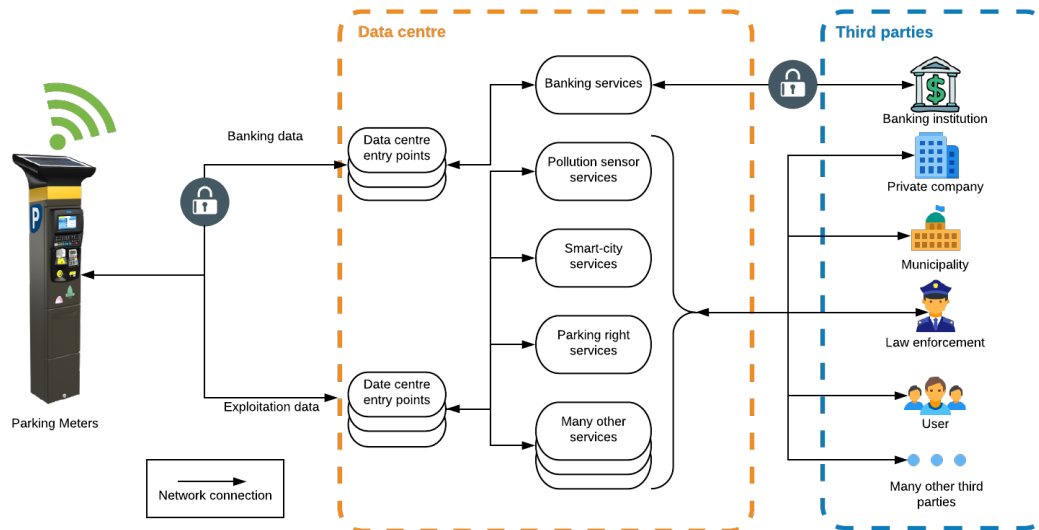 Data centre
Third parties
Banking services
Banking institution
Banking data
Data centre
entry points
Pollution sensor
services
Private company
P
Smart-city
services
Municipality
Parking right
services
Law enforcement
Date centre
entry points
Exploitation data
Many other
services
User
Parking Meters
Network connection
Many other third
parties
$